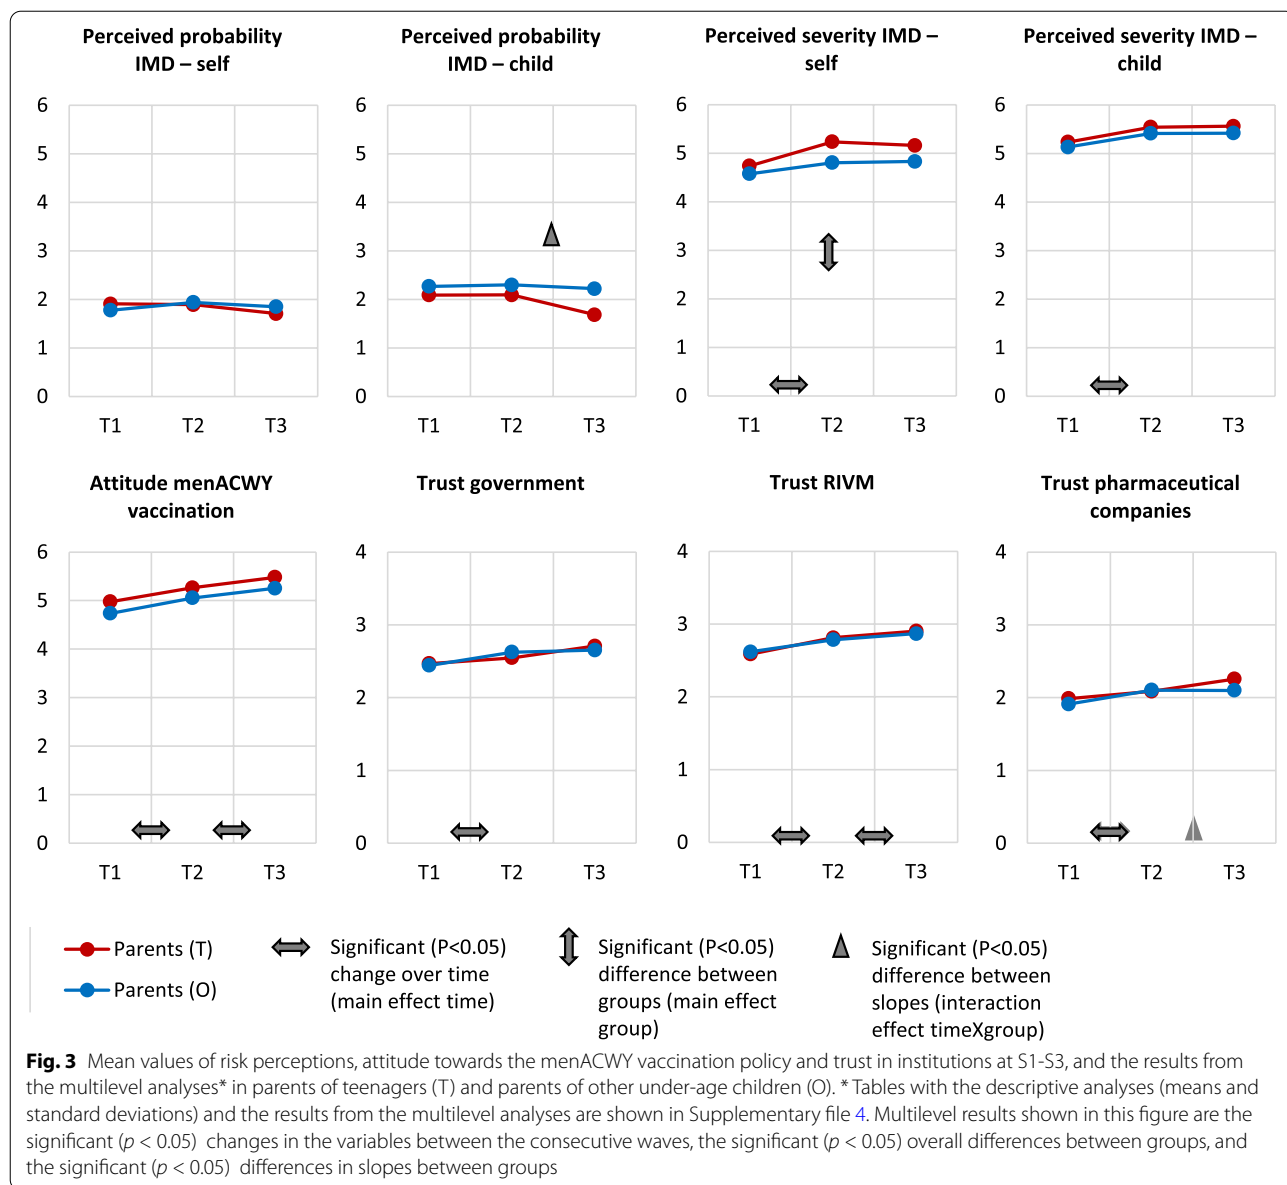 Perceived probability
IMD – self
Perceived probability
IMD – child
Perceived severity IMD –
self
Perceived severity IMD –
child
6
5
4
3
2
1
0
T1 T2 T3
6
5
4
3
2
1
0
T1 T2 T3
6
5
4
3
2
1
0
T1 T2 T3
6
5
4
3
2
1
0
T1 T2 T3
Attitude menACWY
vaccination
Trust government
Trust RIVM
Trust pharmaceutical
companies
6
5
4
3
2
1
0
T1 T2 T3
4
3
2
1
0
T1 T2 T3
4
3
2
1
0
T1 T2 T3
4
3
2
1
0
T1 T2 T3
Parents (T)
Parents (O)
Significant (P<0.05)
change over time
(main effect time)
Significant (P<0.05)
difference between
groups (main effect
group)
Significant (P<0.05)
difference between
slopes (interaction
effect timeXgroup)
Fig. 3 Mean values of risk perceptions, attitude towards the menACWY vaccination policy and trust in institutions at S1-S3, and the results from
the multilevel analyses* in parents of teenagers (T) and parents of other under-age children (O). * Tables with the descriptive analyses (means and
standard deviations) and the results from the multilevel analyses are shown in Supplementary file 4. Multilevel results shown in this figure are the
significant (p < 0.05) changes in the variables between the consecutive waves, the significant (p < 0.05) overall differences between groups, and
the significant (p < 0.05) differences in slopes between groups